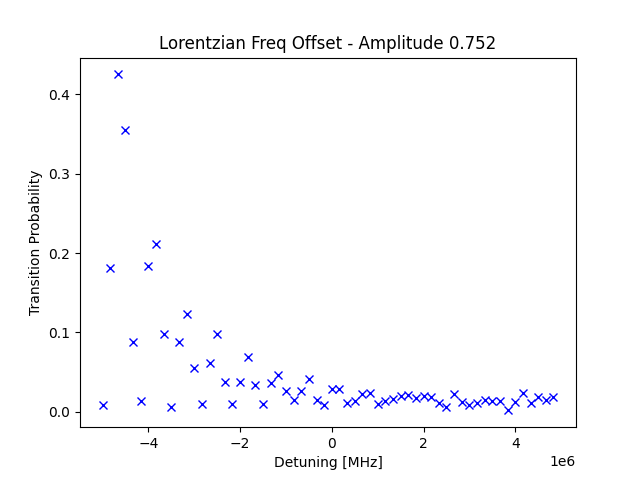 Lorentzian Freq Offset - Amplitude 0.752
Transition Probability
0.4
0.3
0.2
0.1
0.0
−4
−2
0
2
4
1e6
Detuning [MHz]